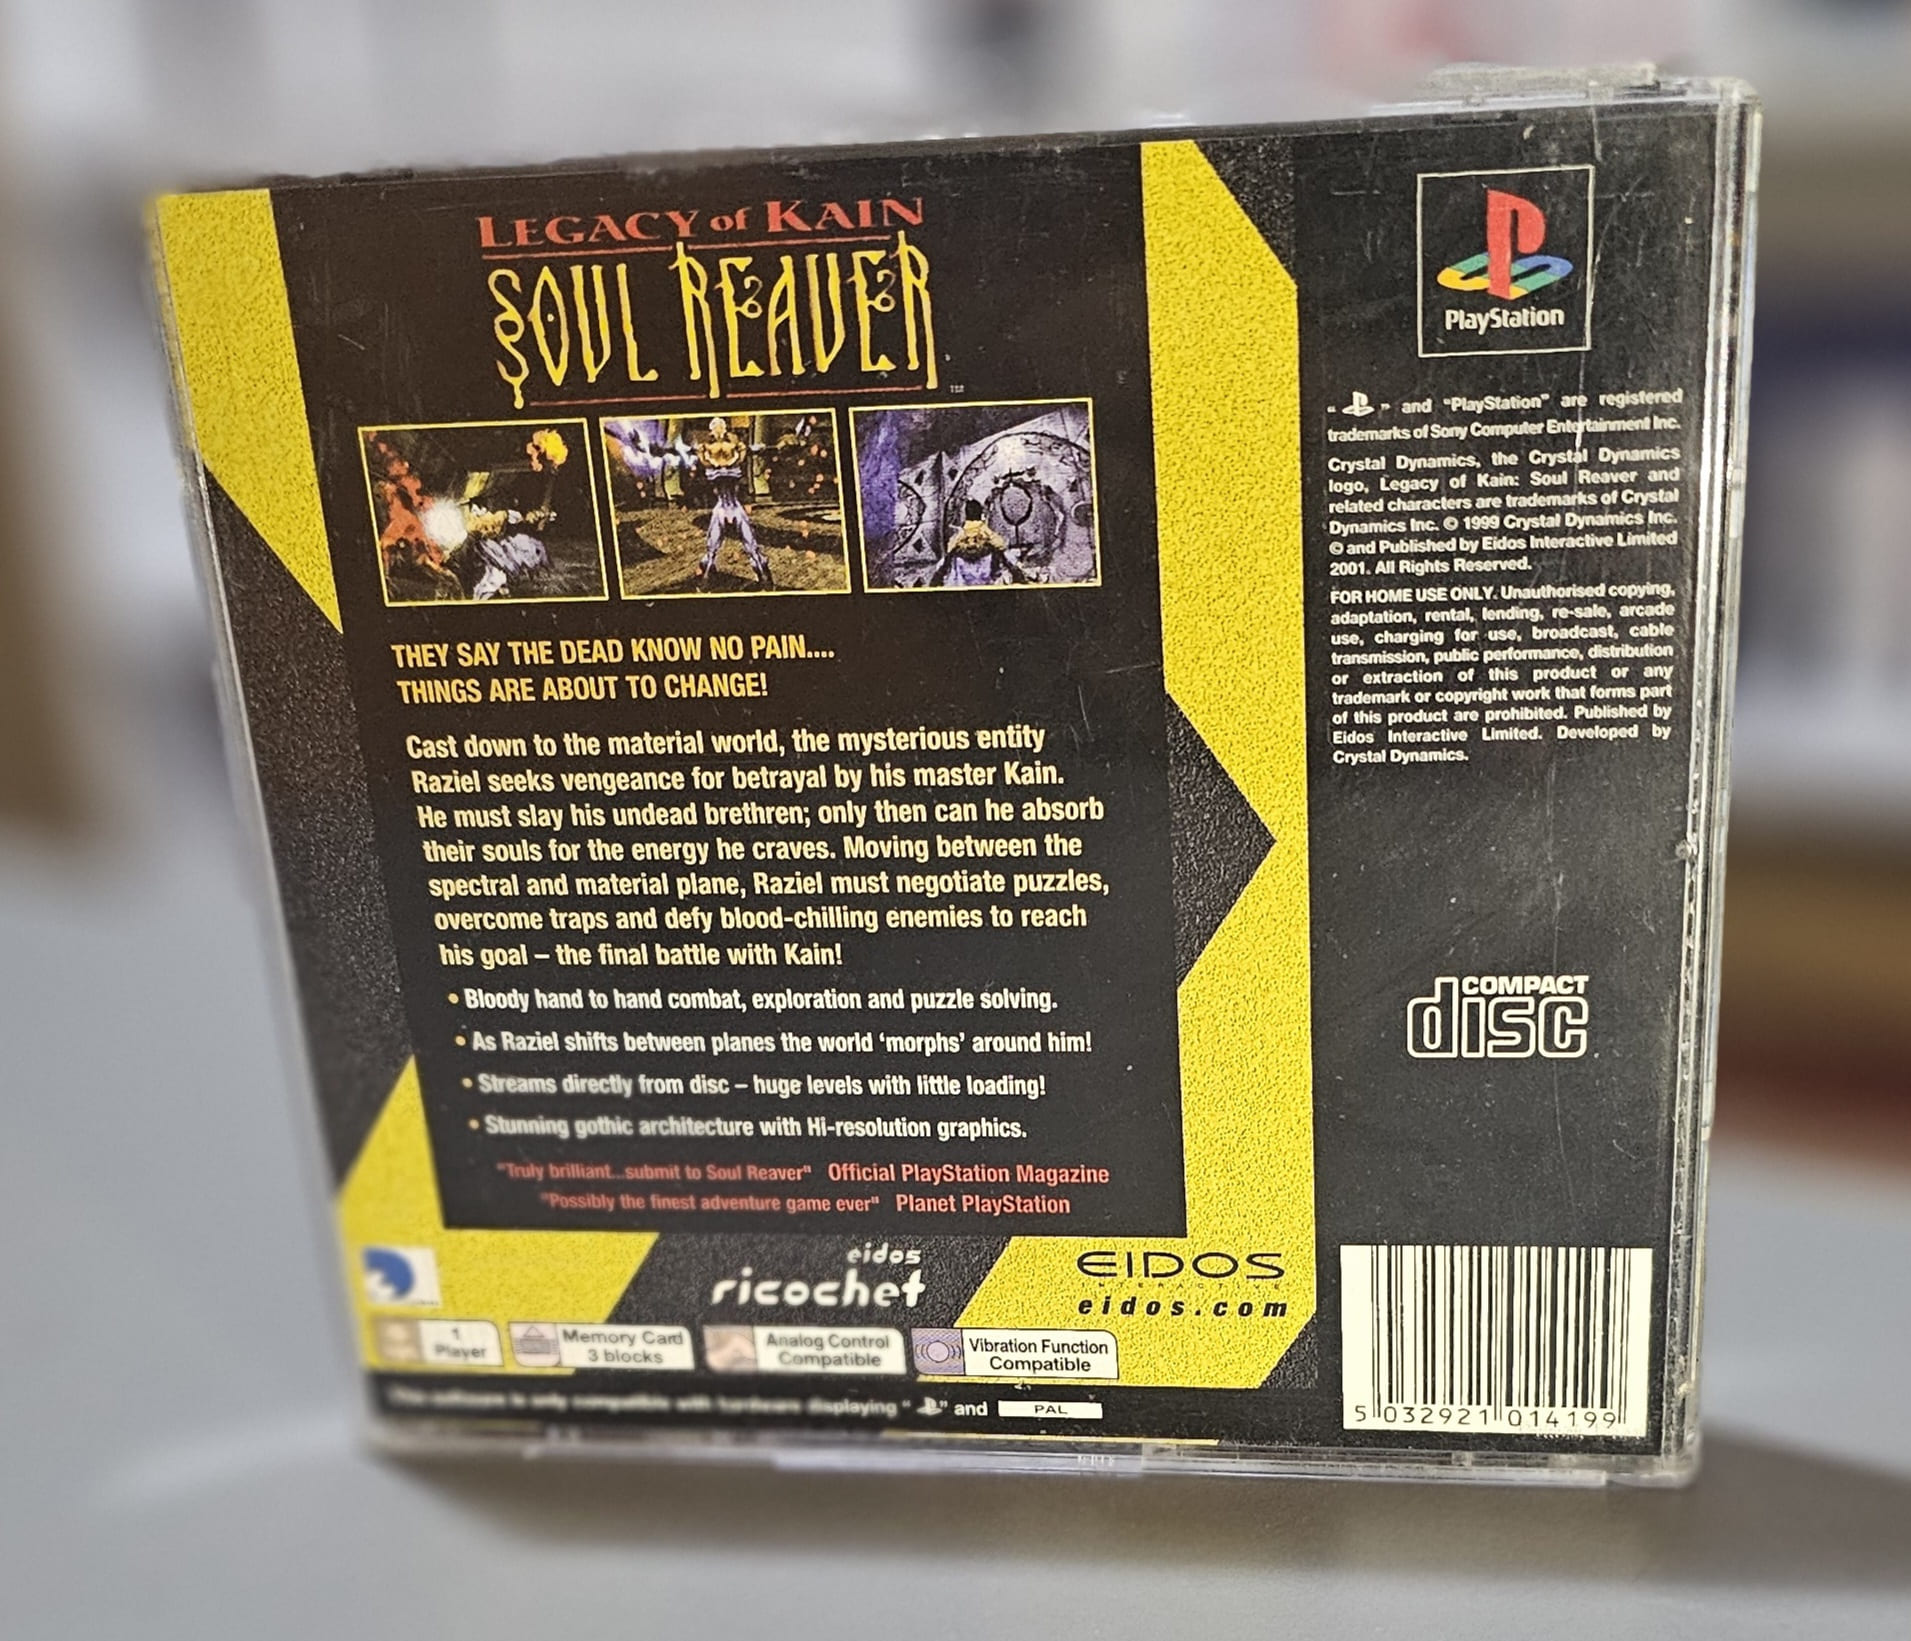 LEGACY of KAIN
SOUL REAVER
™
THEY SAY THE DEAD KNOW NO PAIN....
THINGS ARE ABOUT TO CHANGE!
Cast down to the material world, the mysterious entity
Raziel seeks vengeance for betrayal by his master Kain.
He must slay his undead brethren; only then can he absorb
their souls for the energy he craves. Moving between the
spectral and material plane, Raziel must negotiate puzzles,
overcome traps and defy blood-chilling enemies to reach
his goal – the final battle with Kain!
• Bloody hand to hand combat, exploration and puzzle solving.
• As Raziel shifts between planes the world ‘morphs’ around him!
• Streams directly from disc – huge levels with little loading!
• Stunning gothic architecture with Hi-resolution graphics.
"Truly brilliant...submit to Soul Reaver" Official PlayStation Magazine
"Possibly the finest adventure game ever" Planet PlayStation
eidos
ricochet
EIDOS
INTERACTIVE
eidos.com
1
Player
Memory Card
3 blocks
Analog Control
Compatible
Vibration Function
Compatible
This software is only compatible with hardware displaying “ ” and PAL
PlayStation
“ ” and “PlayStation” are registered
trademarks of Sony Computer Entertainment Inc.
Crystal Dynamics, the Crystal Dynamics
logo, Legacy of Kain: Soul Reaver and
related characters are trademarks of Crystal
Dynamics Inc. © 1999 Crystal Dynamics Inc.
© and Published by Eidos Interactive Limited
2001. All Rights Reserved.
FOR HOME USE ONLY. Unauthorised copying,
adaptation, rental, lending, re-sale, arcade
use, charging for use, broadcast, cable
transmission, public performance, distribution
or extraction of this product or any
trademark or copyright work that forms part
of this product are prohibited. Published by
Eidos Interactive Limited. Developed by
Crystal Dynamics.
COMPACT
disc
5 032921 014199